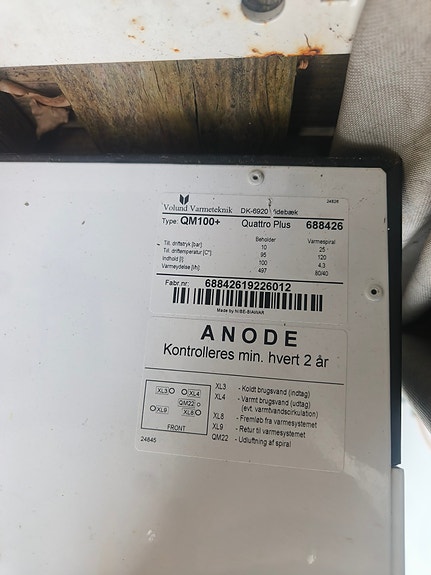 24826
Vølund Varmeteknik DK-6920 Videbæk
Type: QM100+ Quattro Plus 688426
Beholder Varmespiral
Till. driftstryk [bar] 10 25
Till. driftemperatur [C°] 95 120
Indhold [l] 100 4.3
Varmeydelse [l/h] 497 80/40
Fabr.nr: 68842619226012
Made by NIBE-BIAWAR
ANODE
Kontrolleres min. hvert 2 år
XL3 - Koldt brugsvand (indtag)
XL4 - Varmt brugsvand (udtag)
(evt. varmtvandscirkulation)
XL8 - Fremløb fra varmesystemet
XL9 - Retur til varmesystemet
QM22 - Udluftning af spiral
XL3 XL4
QM22
XL9 XL8
FRONT
24845